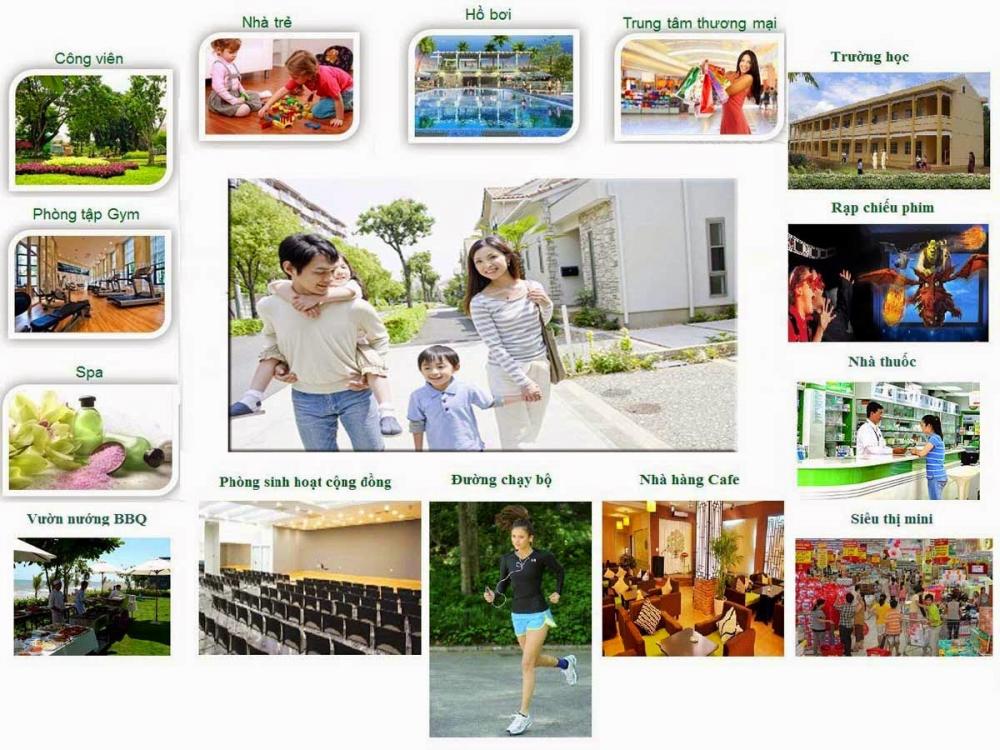 Nhà trẻ
Hồ bơi
Trung tâm thương mại
Công viên
Trường học
Phòng tập Gym
Rạp chiếu phim
Spa
Nhà thuốc
Phòng sinh hoạt cộng đồng
Đường chạy bộ
Nhà hàng Cafe
Vườn nướng BBQ
Siêu thị mini